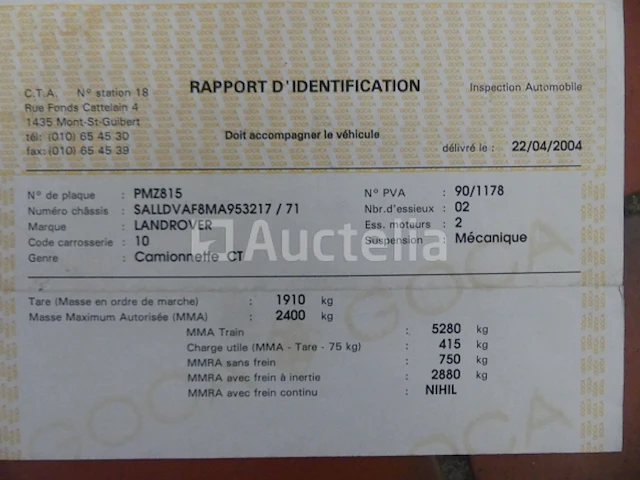 RAPPORT D'IDENTIFICATION
Inspection Automobile
C.T.A. N° station 18
Rue Fonds Cattelain 4
1435 Mont-St-Guibert
tél: (010) 65 45 30
fax: (010) 65 45 39
Doit accompagner le véhicule
délivré le : 22/04/2004
N° de plaque : PMZ815
Numéro châssis : SALLDVAF8MA953217 / 71
Marque : LANDROVER
Code carrosserie : 10
Genre : Camionnette CT
N° PVA : 90/1178
Nbr.d'essieux : 02
Ess. moteurs : 2
Suspension : Mécanique
Auctelia
Tare (Masse en ordre de marche) : 1910 kg
Masse Maximum Autorisée (MMA) : 2400 kg
MMA Train : 5280 kg
Charge utile (MMA - Tare - 75 kg) : 415 kg
MMRA sans frein : 750 kg
MMRA avec frein à inertie : 2880 kg
MMRA avec frein continu : NIHIL
GOCA
GOCA